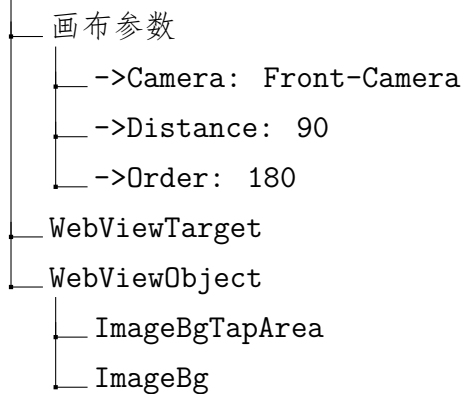 画布参数
->Camera: Front-Camera
->Distance: 90
->Order: 180
WebViewTarget
WebViewObject
ImageBgTapArea
ImageBg